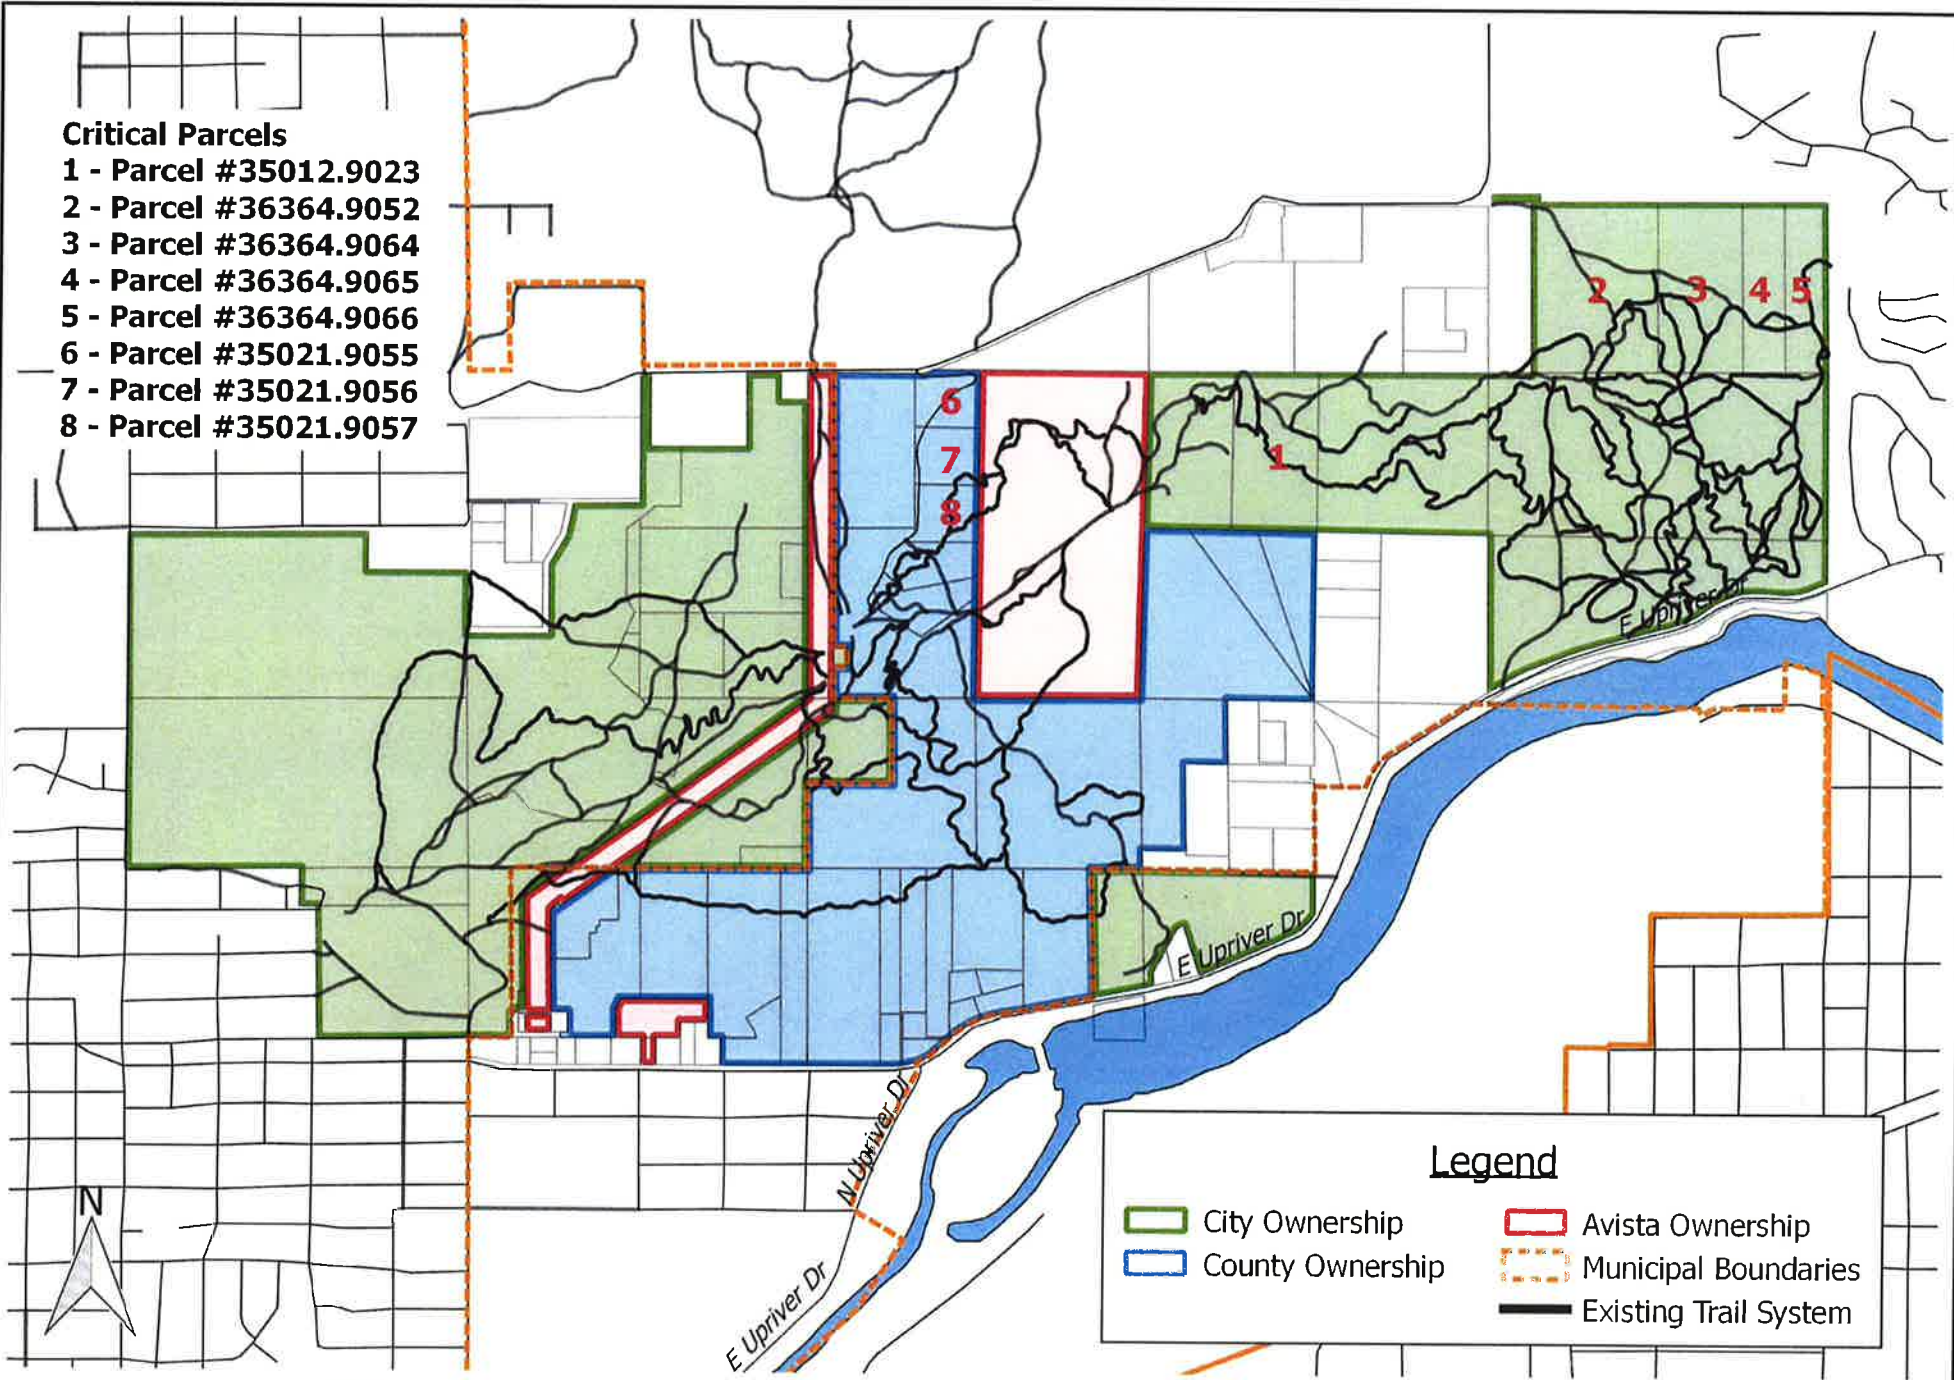 Critical Parcels
1 - Parcel #35012.9023
2 - Parcel #36364.9052
3 - Parcel #36364.9064
4 - Parcel #36364.9065
5 - Parcel #36364.9066
6 - Parcel #35021.9055
7 - Parcel #35021.9056
8 - Parcel #35021.9057
2
3
4
5
6
7
1
8
E Upriver Dr
E Upriver Dr
N Upriver Dr
E Upriver Dr
N
Legend
City Ownership
County Ownership
Avista Ownership
Municipal Boundaries
Existing Trail System